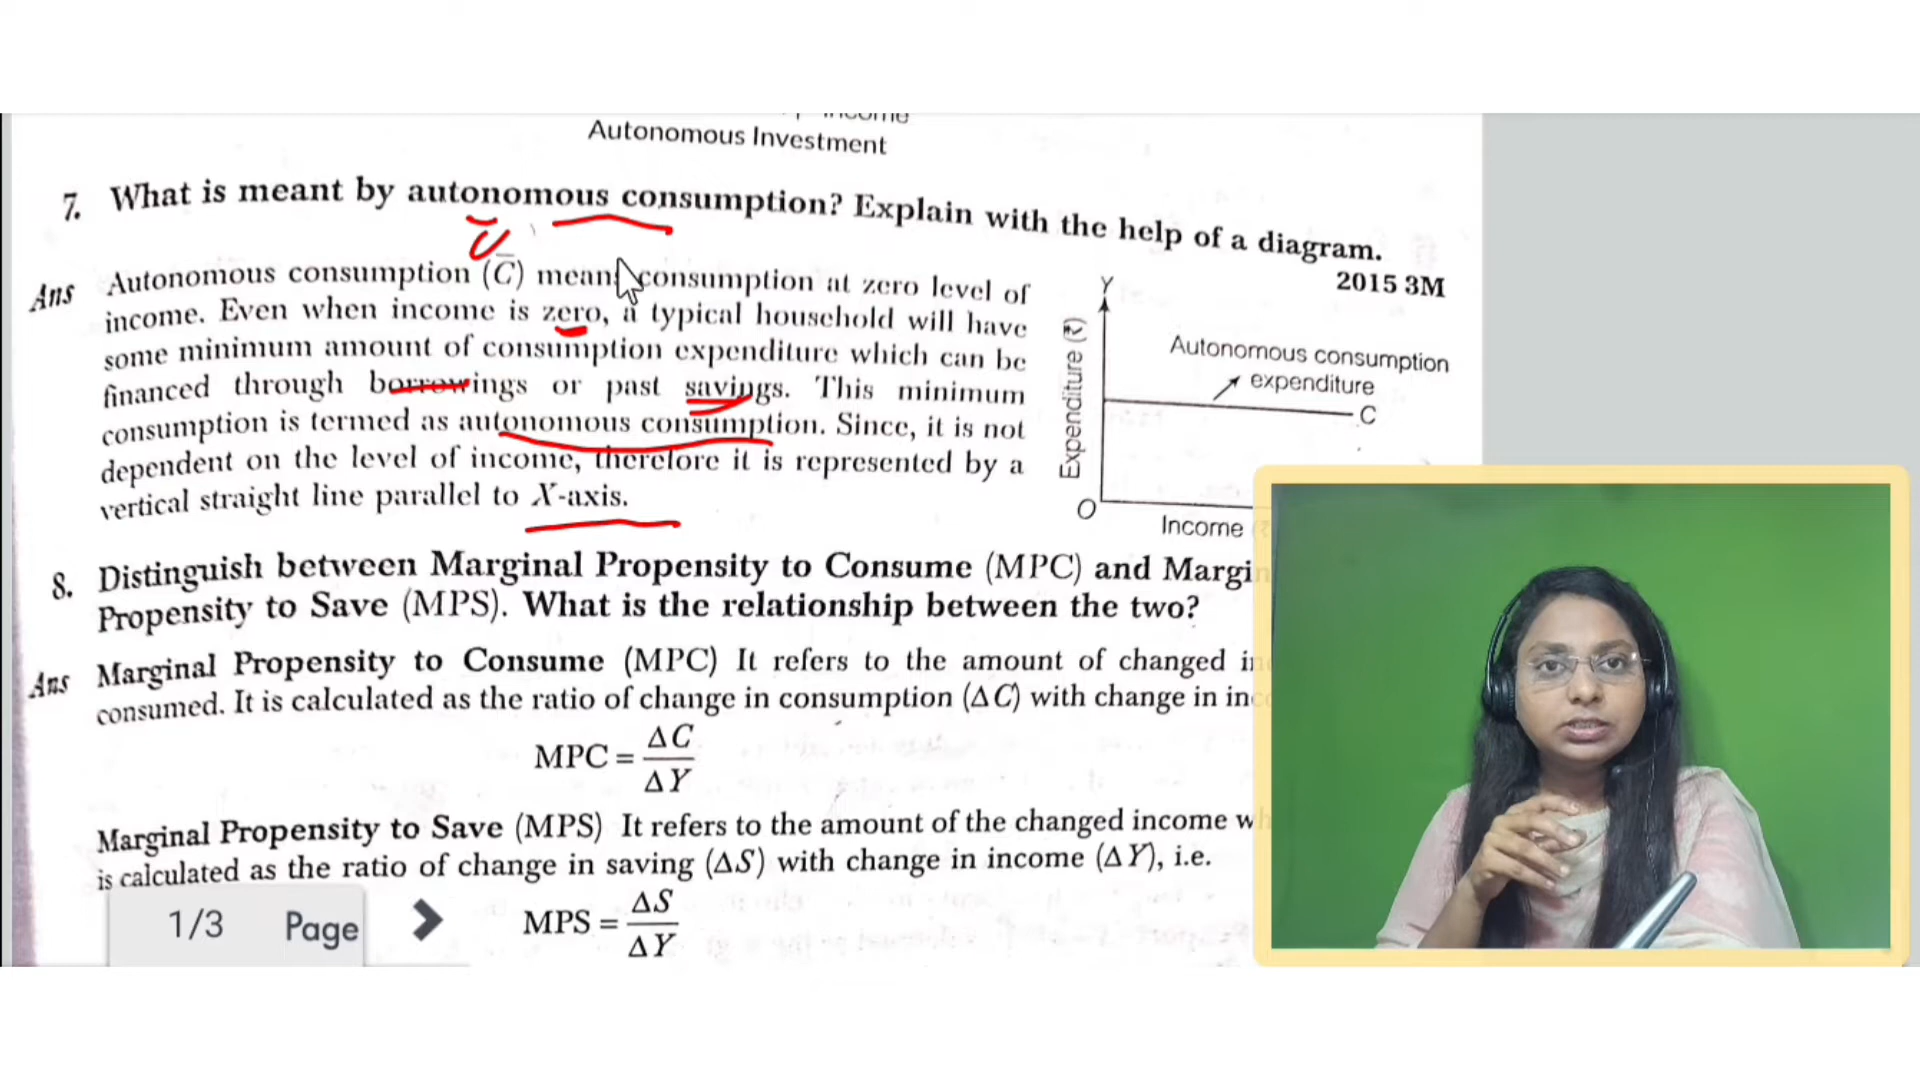 Autonomous Investment
7. What is meant by autonomous consumption? Explain with the help of a diagram.
2015 3M
C̄
Ans Autonomous consumption (C̄) means consumption at zero level of
income. Even when income is zero, a typical household will have
some minimum amount of consumption expenditure which can be
financed through borrowings or past savings. This minimum
consumption is termed as autonomous consumption. Since, it is not
dependent on the level of income, therefore it is represented by a
vertical straight line parallel to X-axis.
Y
Expenditure (₹)
Autonomous consumption
expenditure
C
O
Income
8. Distinguish between Marginal Propensity to Consume (MPC) and Margin
Propensity to Save (MPS). What is the relationship between the two?
Ans Marginal Propensity to Consume (MPC) It refers to the amount of changed in
consumed. It is calculated as the ratio of change in consumption (ΔC) with change in inc
MPC = ΔC
ΔY
Marginal Propensity to Save (MPS) It refers to the amount of the changed income wh
is calculated as the ratio of change in saving (ΔS) with change in income (ΔY), i.e.
MPS = ΔS
ΔY
1/3 Page